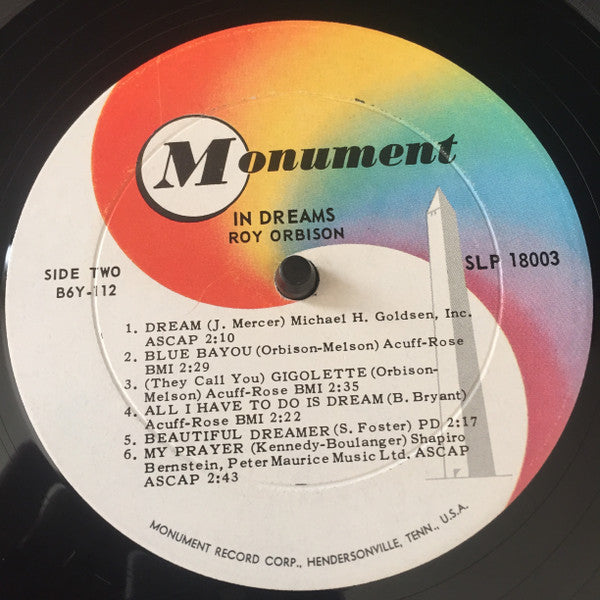 Monument
IN DREAMS
ROY ORBISON
SIDE TWO
B6Y-112
SLP 18003
1. DREAM (J. Mercer) Michael H. Goldsen, Inc.
ASCAP 2:10
2. BLUE BAYOU (Orbison-Melson) Acuff-Rose
BMI 2:29
3. (They Call You) GIGOLETTE (Orbison-
Melson) Acuff-Rose BMI 2:35
4. ALL I HAVE TO DO IS DREAM (B. Bryant)
Acuff-Rose BMI 2:22
5. BEAUTIFUL DREAMER (S. Foster) PD 2:17
6. MY PRAYER (Kennedy-Boulanger) Shapiro
Bernstein, Peter Maurice Music Ltd. ASCAP
ASCAP 2:43
MONUMENT RECORD CORP., HENDERSONVILLE, TENN., U.S.A.